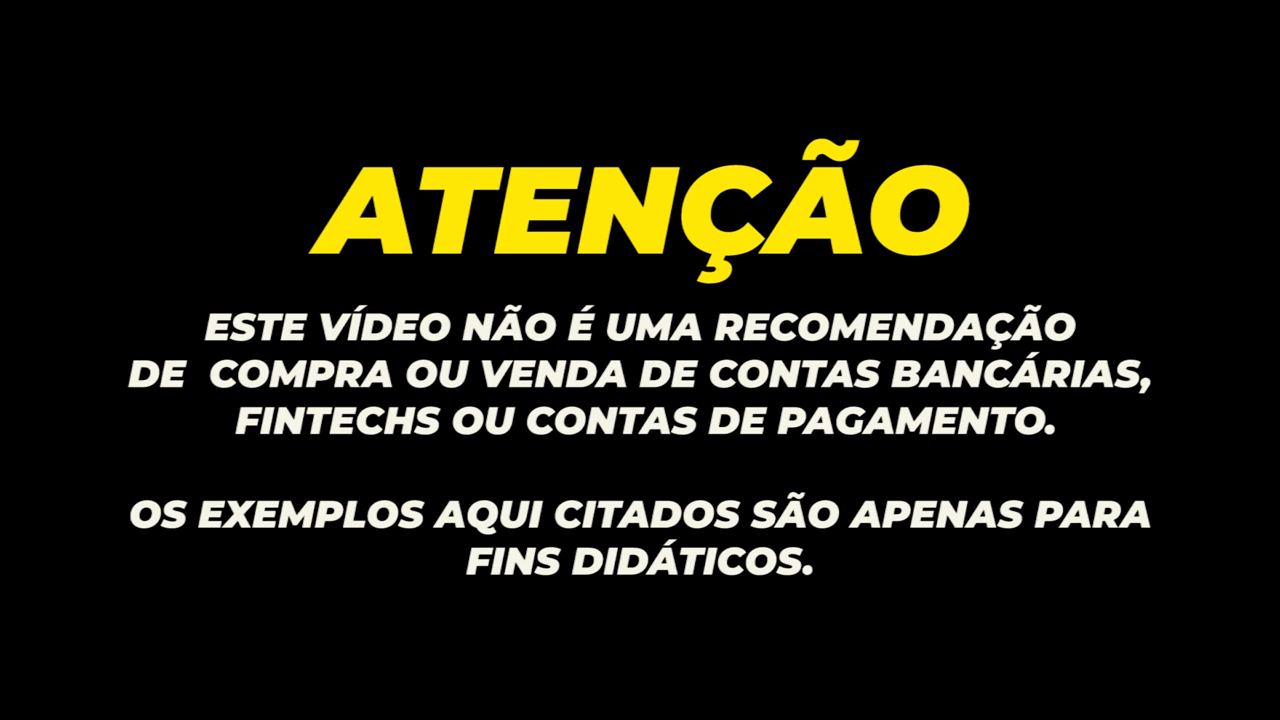 ATENÇÃO
ESTE VÍDEO NÃO É UMA RECOMENDAÇÃO
DE COMPRA OU VENDA DE CONTAS BANCÁRIAS,
FINTECHS OU CONTAS DE PAGAMENTO.
OS EXEMPLOS AQUI CITADOS SÃO APENAS PARA
FINS DIDÁTICOS.